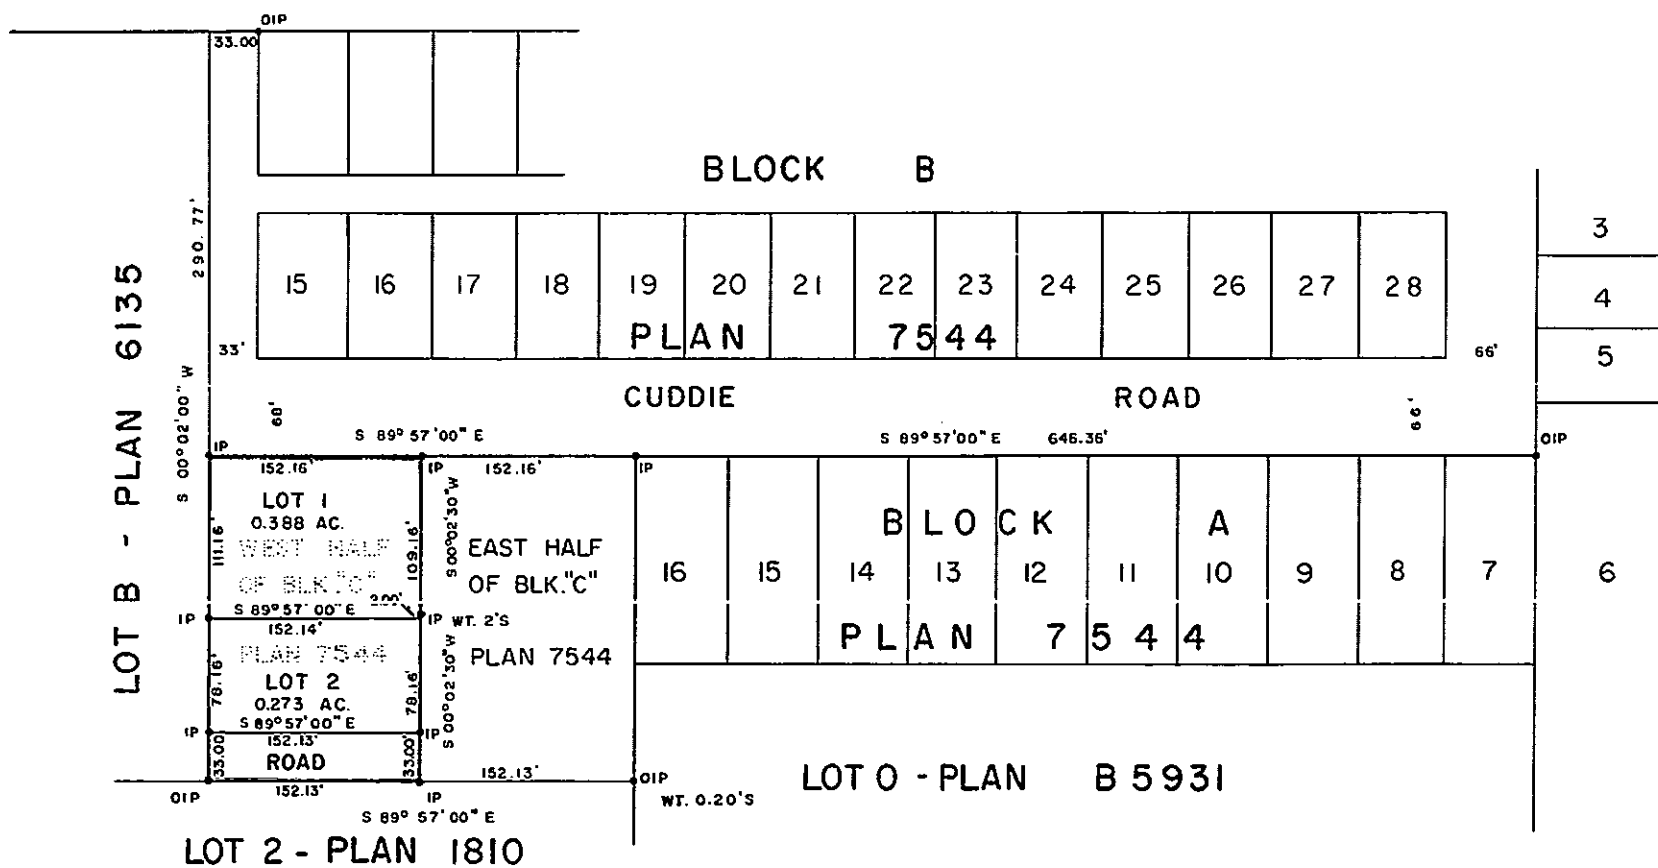 OIP
33.00
BLOCK B
290.77'
15 16 17 18 19 20 21 22 23 24 25 26 27 28
PLAN 7544
3
4
5
33'
66'
CUDDIE ROAD
68'
66'
LOT B - PLAN 6135
S 00° 02' 00" W
S 89° 57' 00" E
S 89° 57' 00" E 646.36'
IP
152.16'
IP
152.16'
IP
OIP
LOT 1
0.388 AC.
WEST HALF
OF BLK."C"
111.16'
109.16'
S 00° 02' 30" W
EAST HALF
OF BLK."C"
BLOCK A
16 15 14 13 12 11 10 9 8 7 6
PLAN 7544
S 89° 57' 00" E
2.00'
IP
152.14'
IP WT. 2'S
PLAN 7544
PLAN 7544
LOT 2
0.273 AC.
78.16'
78.16'
S 00° 02' 30" W
S 89° 57' 00" E
IP
152.13'
IP
33.00'
ROAD
33.00'
152.13'
152.13'
OIP
IP
OIP
WT. 0.20'S
S 89° 57' 00" E
LOT O - PLAN B 5931
LOT 2 - PLAN 1810